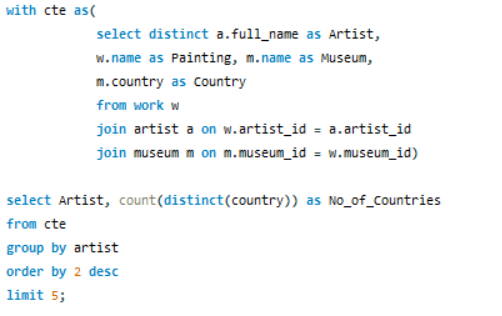 with cte as(
select distinct a.full_name as Artist,
w.name as Painting, m.name as Museum,
m.country as Country
from work w
join artist a on w.artist_id = a.artist_id
join museum m on m.museum_id = w.museum_id)
select Artist, count(distinct(country)) as No_of_Countries
from cte
group by artist
order by 2 desc
limit 5;